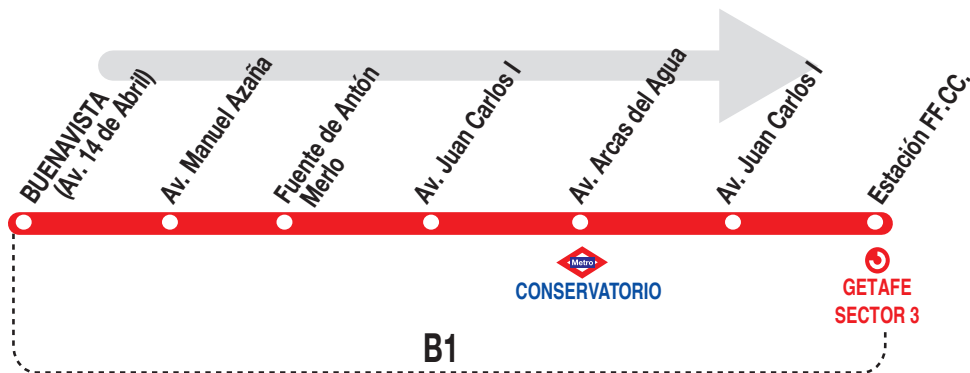 BUENAVISTA
(Av. 14 de Abril)
Av. Manuel Azaña
Fuente de Antón
Merlo
Av. Juan Carlos I
Av. Arcas del Agua
Av. Juan Carlos I
Estación FF.CC.
Metro
CONSERVATORIO
GETAFE
SECTOR 3
B1